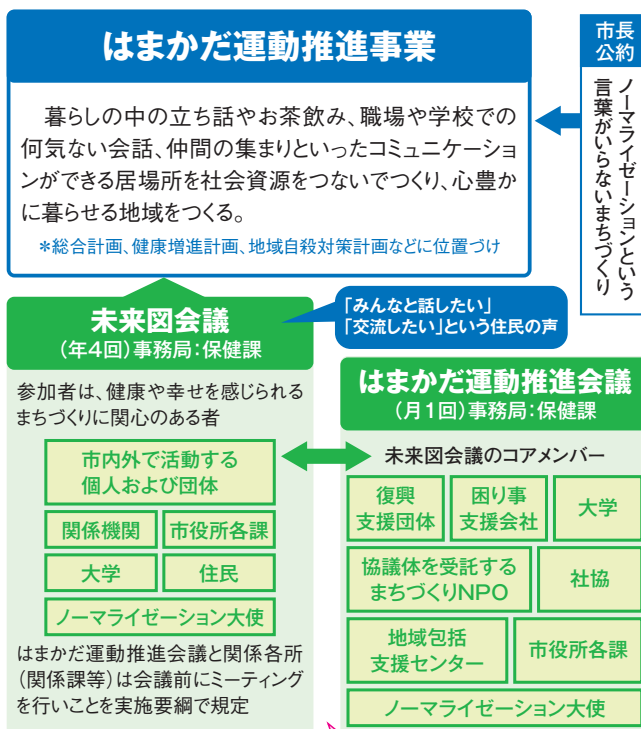 はまかだ運動推進事業
暮らしの中の立ち話やお茶飲み、職場や学校での
何気ない会話、仲間の集まりといったコミュニケーショ
ンができる居場所を社会資源をつないでつくり、心豊か
に暮らせる地域をつくる。
*総合計画、健康増進計画、地域自殺対策計画などに位置づけ
市長
公約
ノーマライゼーションという
言葉がいらないまちづくり
未来図会議
(年4回)事務局:保健課
「みんなと話したい」
「交流したい」という住民の声
参加者は、健康や幸せを感じられる
まちづくりに関心のある者
市内外で活動する
個人および団体
関係機関
市役所各課
大学
住民
ノーマライゼーション大使
はまかだ運動推進会議と関係各所
(関係課等)は会議前にミーティング
を行いことを実施要綱で規定
はまかだ運動推進会議
(月1回)事務局:保健課
未来図会議のコアメンバー
復興
支援団体
困り事
支援会社
大学
協議体を受託する
まちづくりNPO
社協
地域包括
支援センター
市役所各課
ノーマライゼーション大使